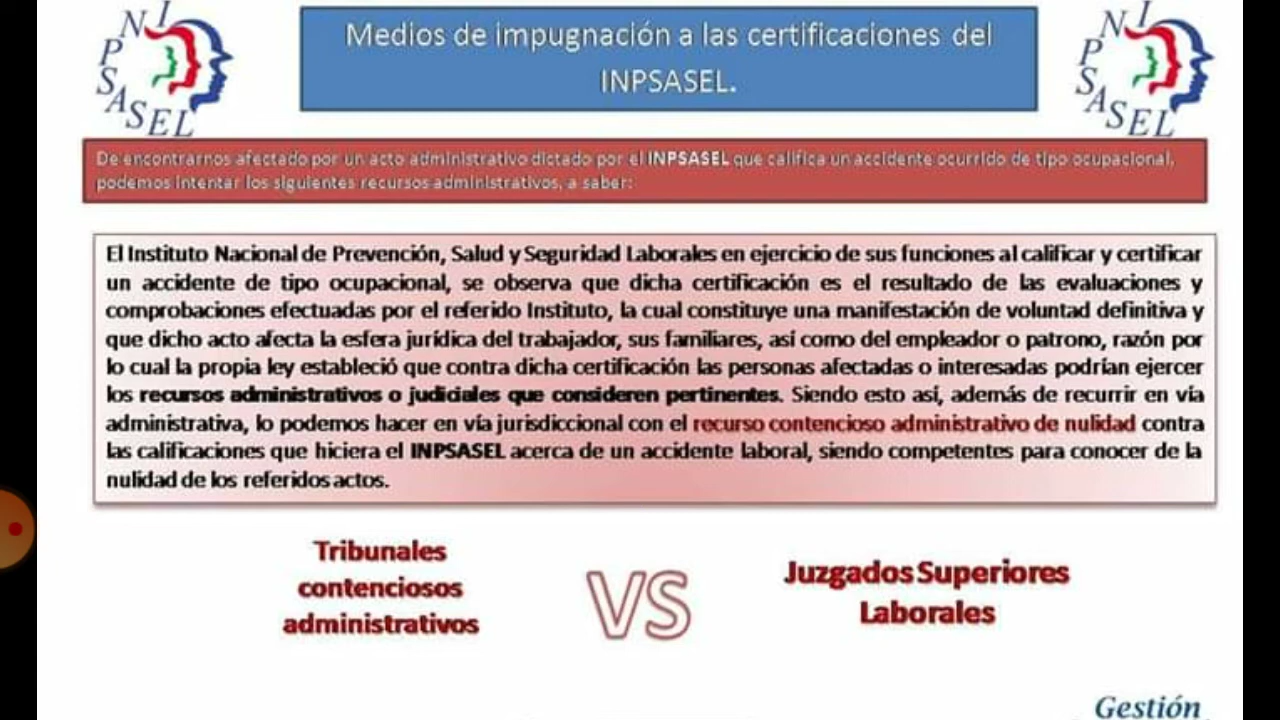 INPSASEL
Medios de impugnación a las certificaciones del
INPSASEL.
INPSASEL
De encontrarnos afectado por un acto administrativo dictado por el INPSASEL que califica un accidente ocurrido de tipo ocupacional,
podemos intentar los siguientes recursos administrativos, a saber:
El Instituto Nacional de Prevención, Salud y Seguridad Laborales en ejercicio de sus funciones al calificar y certificar
un accidente de tipo ocupacional, se observa que dicha certificación es el resultado de las evaluaciones y
comprobaciones efectuadas por el referido Instituto, la cual constituye una manifestación de voluntad definitiva y
que dicho acto afecta la esfera jurídica del trabajador, sus familiares, así como del empleador o patrono, razón por
lo cual la propia ley estableció que contra dicha certificación las personas afectadas o interesadas podrían ejercer
los recursos administrativos o judiciales que consideren pertinentes. Siendo esto así, además de recurrir en vía
administrativa, lo podemos hacer en vía jurisdiccional con el recurso contencioso administrativo de nulidad contra
las calificaciones que hiciera el INPSASEL acerca de un accidente laboral, siendo competentes para conocer de la
nulidad de los referidos actos.
Tribunales
contenciosos
administrativos
VS
Juzgados Superiores
Laborales
Gestión